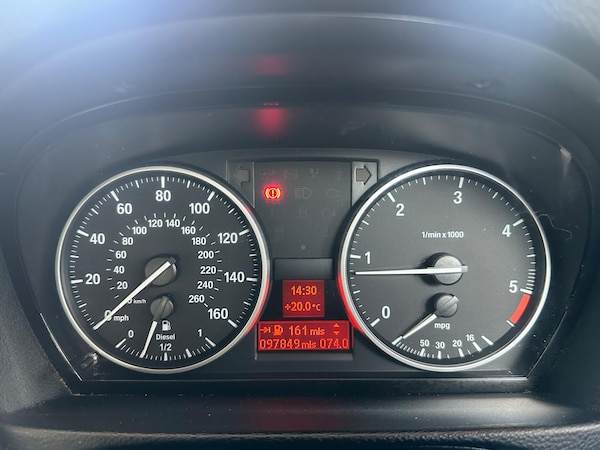 80
60 100
40 120
20 140
0 160
mph
20 40 60 80 100 120 140 160 180 200 220 240 260
km/h
Diesel
0 1/2 1
14:30
+20.0°C
161 mls
097849 mls 074.0
1/min x 1000
0 1 2 3 4 5
mpg
50 30 20 16